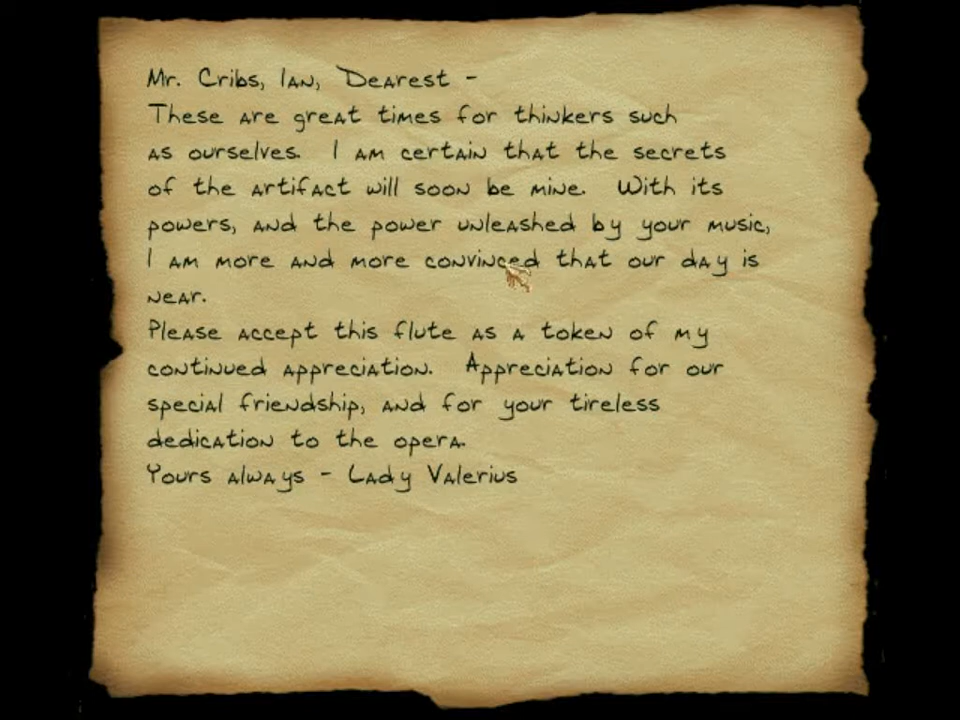 Mr. Cribs, Ian, Dearest -
These are great times for thinkers such
as ourselves. I am certain that the secrets
of the artifact will soon be mine. With its
powers, and the power unleashed by your music,
I am more and more convinced that our day is
near.
Please accept this flute as a token of my
continued appreciation. Appreciation for our
special friendship, and for your tireless
dedication to the opera.
Yours always - Lady Valerius